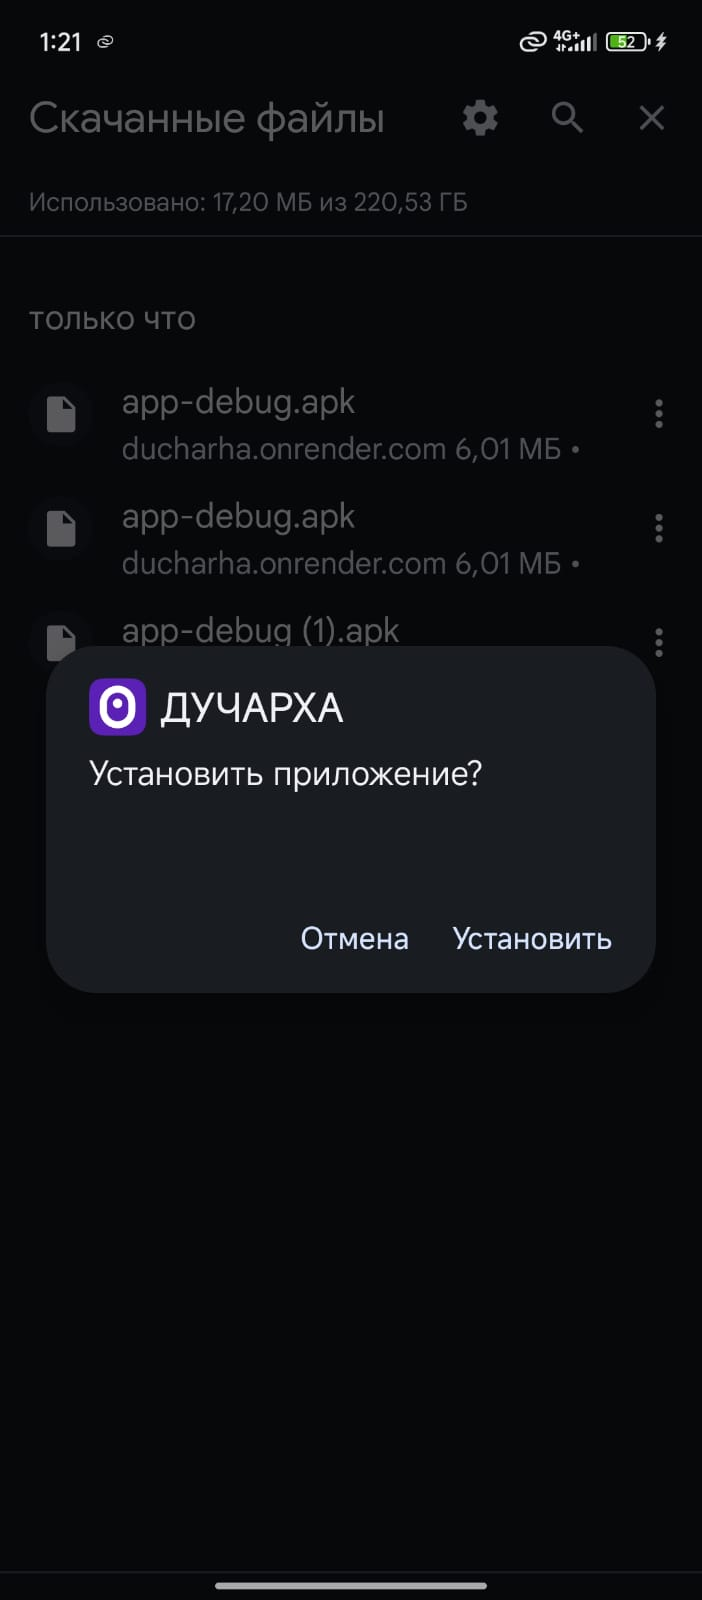 1:21 4G+ 52
Скачанные файлы
Использовано: 17,20 МБ из 220,53 ГБ
только что
app-debug.apk
ducharha.onrender.com 6,01 МБ •
app-debug.apk
ducharha.onrender.com 6,01 МБ •
app-debug (1).apk
ДУЧАРХА
Установить приложение?
Отмена Установить